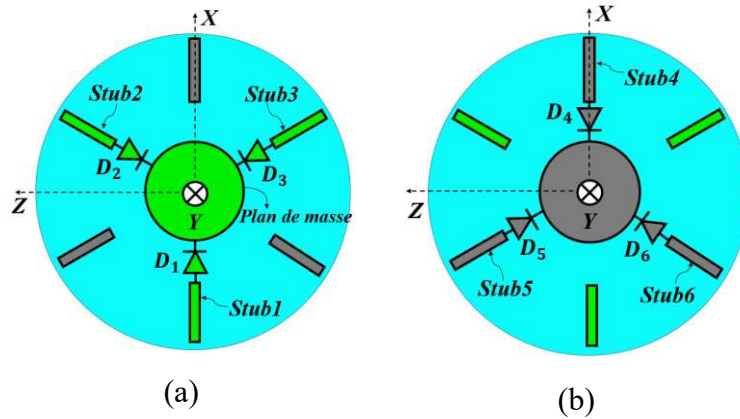 X
Stub2
Stub3
D₂
D₃
Z
Y
Plan de masse
D₁
Stub1
(a)
X
Stub4
D₄
Z
Y
D₅
D₆
Stub5
Stub6
(b)